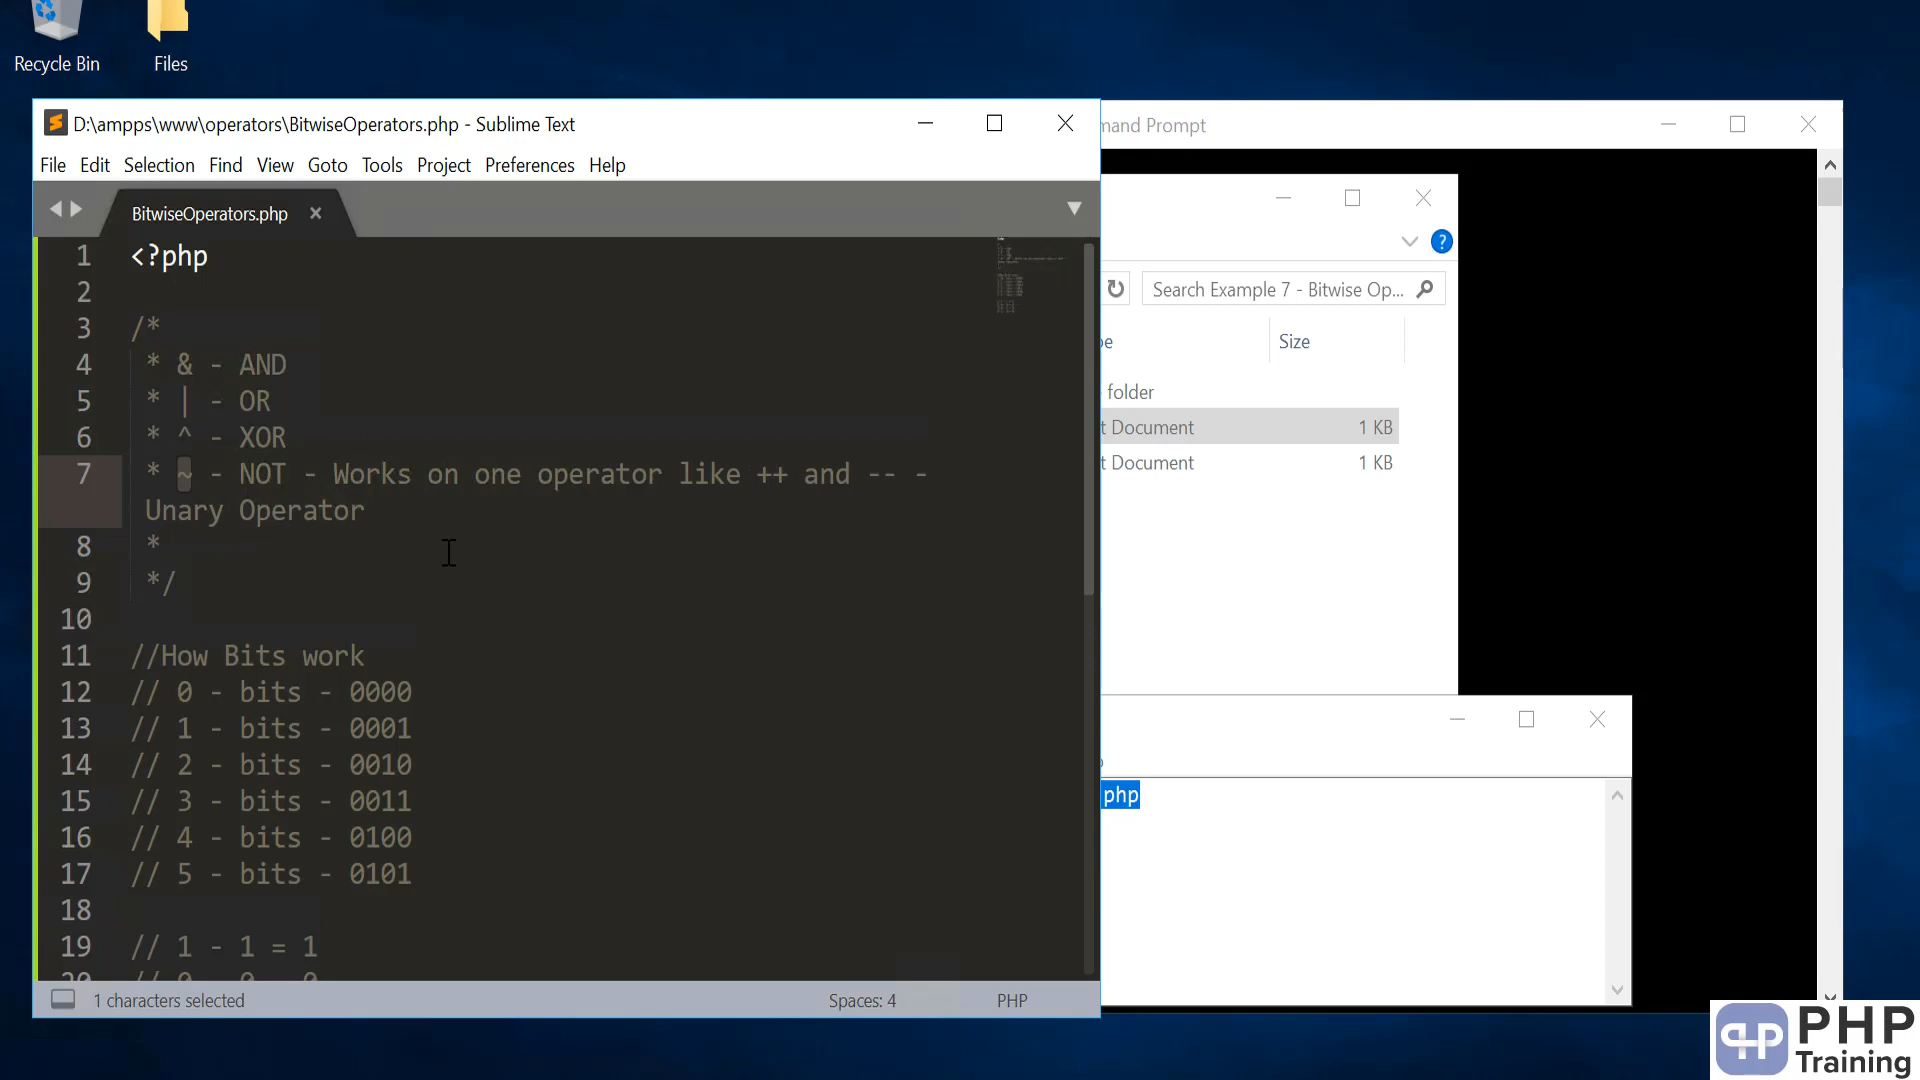 Recycle Bin
Files
D:\ampps\www\operators\BitwiseOperators.php - Sublime Text
File Edit Selection Find View Goto Tools Project Preferences Help
BitwiseOperators.php
1 <?php
2
3 /*
4 * & - AND
5 * | - OR
6 * ^ - XOR
7 * ~ - NOT - Works on one operator like ++ and -- -
Unary Operator
8 *
9 */
10
11 //How Bits work
12 // 0 - bits - 0000
13 // 1 - bits - 0001
14 // 2 - bits - 0010
15 // 3 - bits - 0011
16 // 4 - bits - 0100
17 // 5 - bits - 0101
18
19 // 1 - 1 = 1
1 characters selected
Spaces: 4
PHP
mand Prompt
Search Example 7 - Bitwise Op...
pe
Size
folder
t Document 1 KB
t Document 1 KB
php
PHP
Training